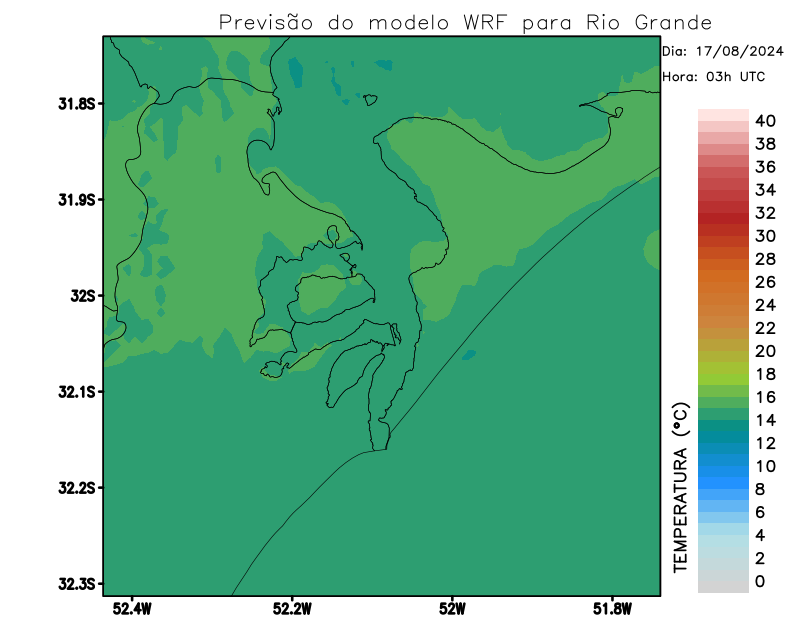 Previsão do modelo WRF para Rio Grande
Dia: 17/08/2024
Hora: 03h UTC
31.8S
31.9S
32S
32.1S
32.2S
32.3S
52.4W
52.2W
52W
51.8W
TEMPERATURA (°C)
40
38
36
34
32
30
28
26
24
22
20
18
16
14
12
10
8
6
4
2
0